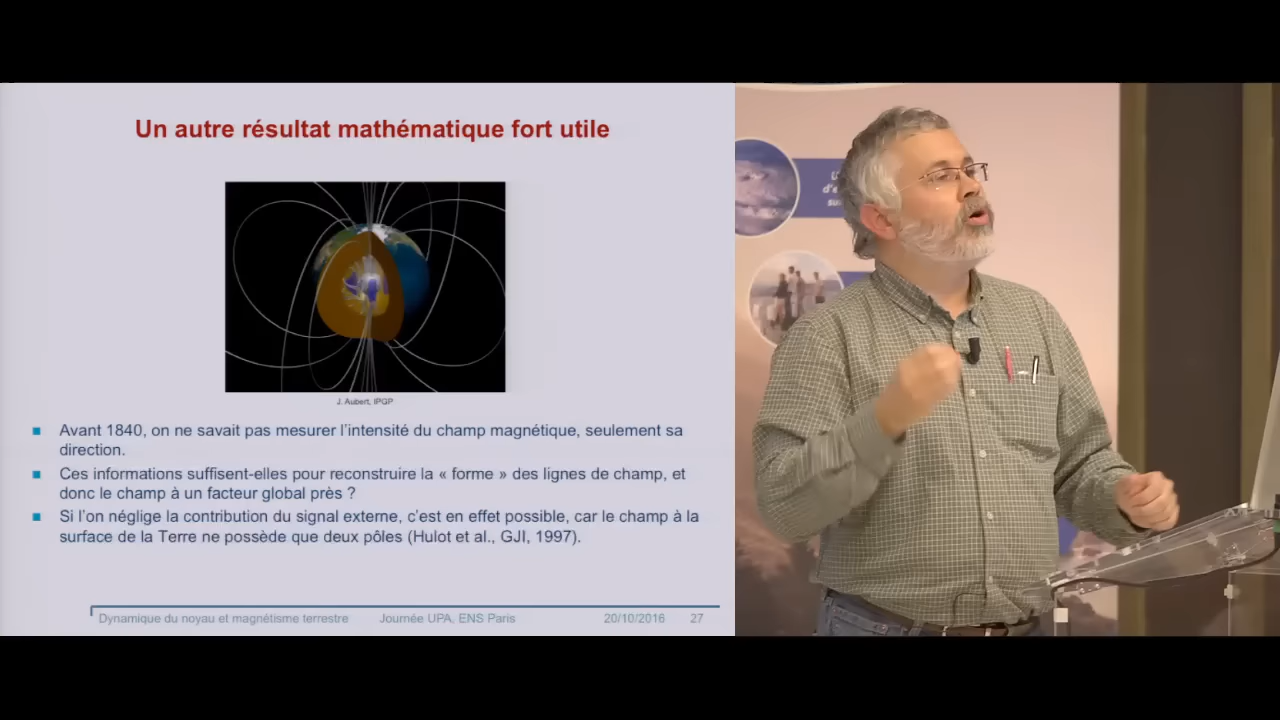 Un autre résultat mathématique fort utile
J. Aubert, IPGP
Avant 1840, on ne savait pas mesurer l'intensité du champ magnétique, seulement sa
direction.
Ces informations suffisent-elles pour reconstruire la « forme » des lignes de champ, et
donc le champ à un facteur global près ?
Si l'on néglige la contribution du signal externe, c'est en effet possible, car le champ à la
surface de la Terre ne possède que deux pôles (Hulot et al., GJI, 1997).
Dynamique du noyau et magnétisme terrestre Journée UPA, ENS Paris 20/10/2016 27